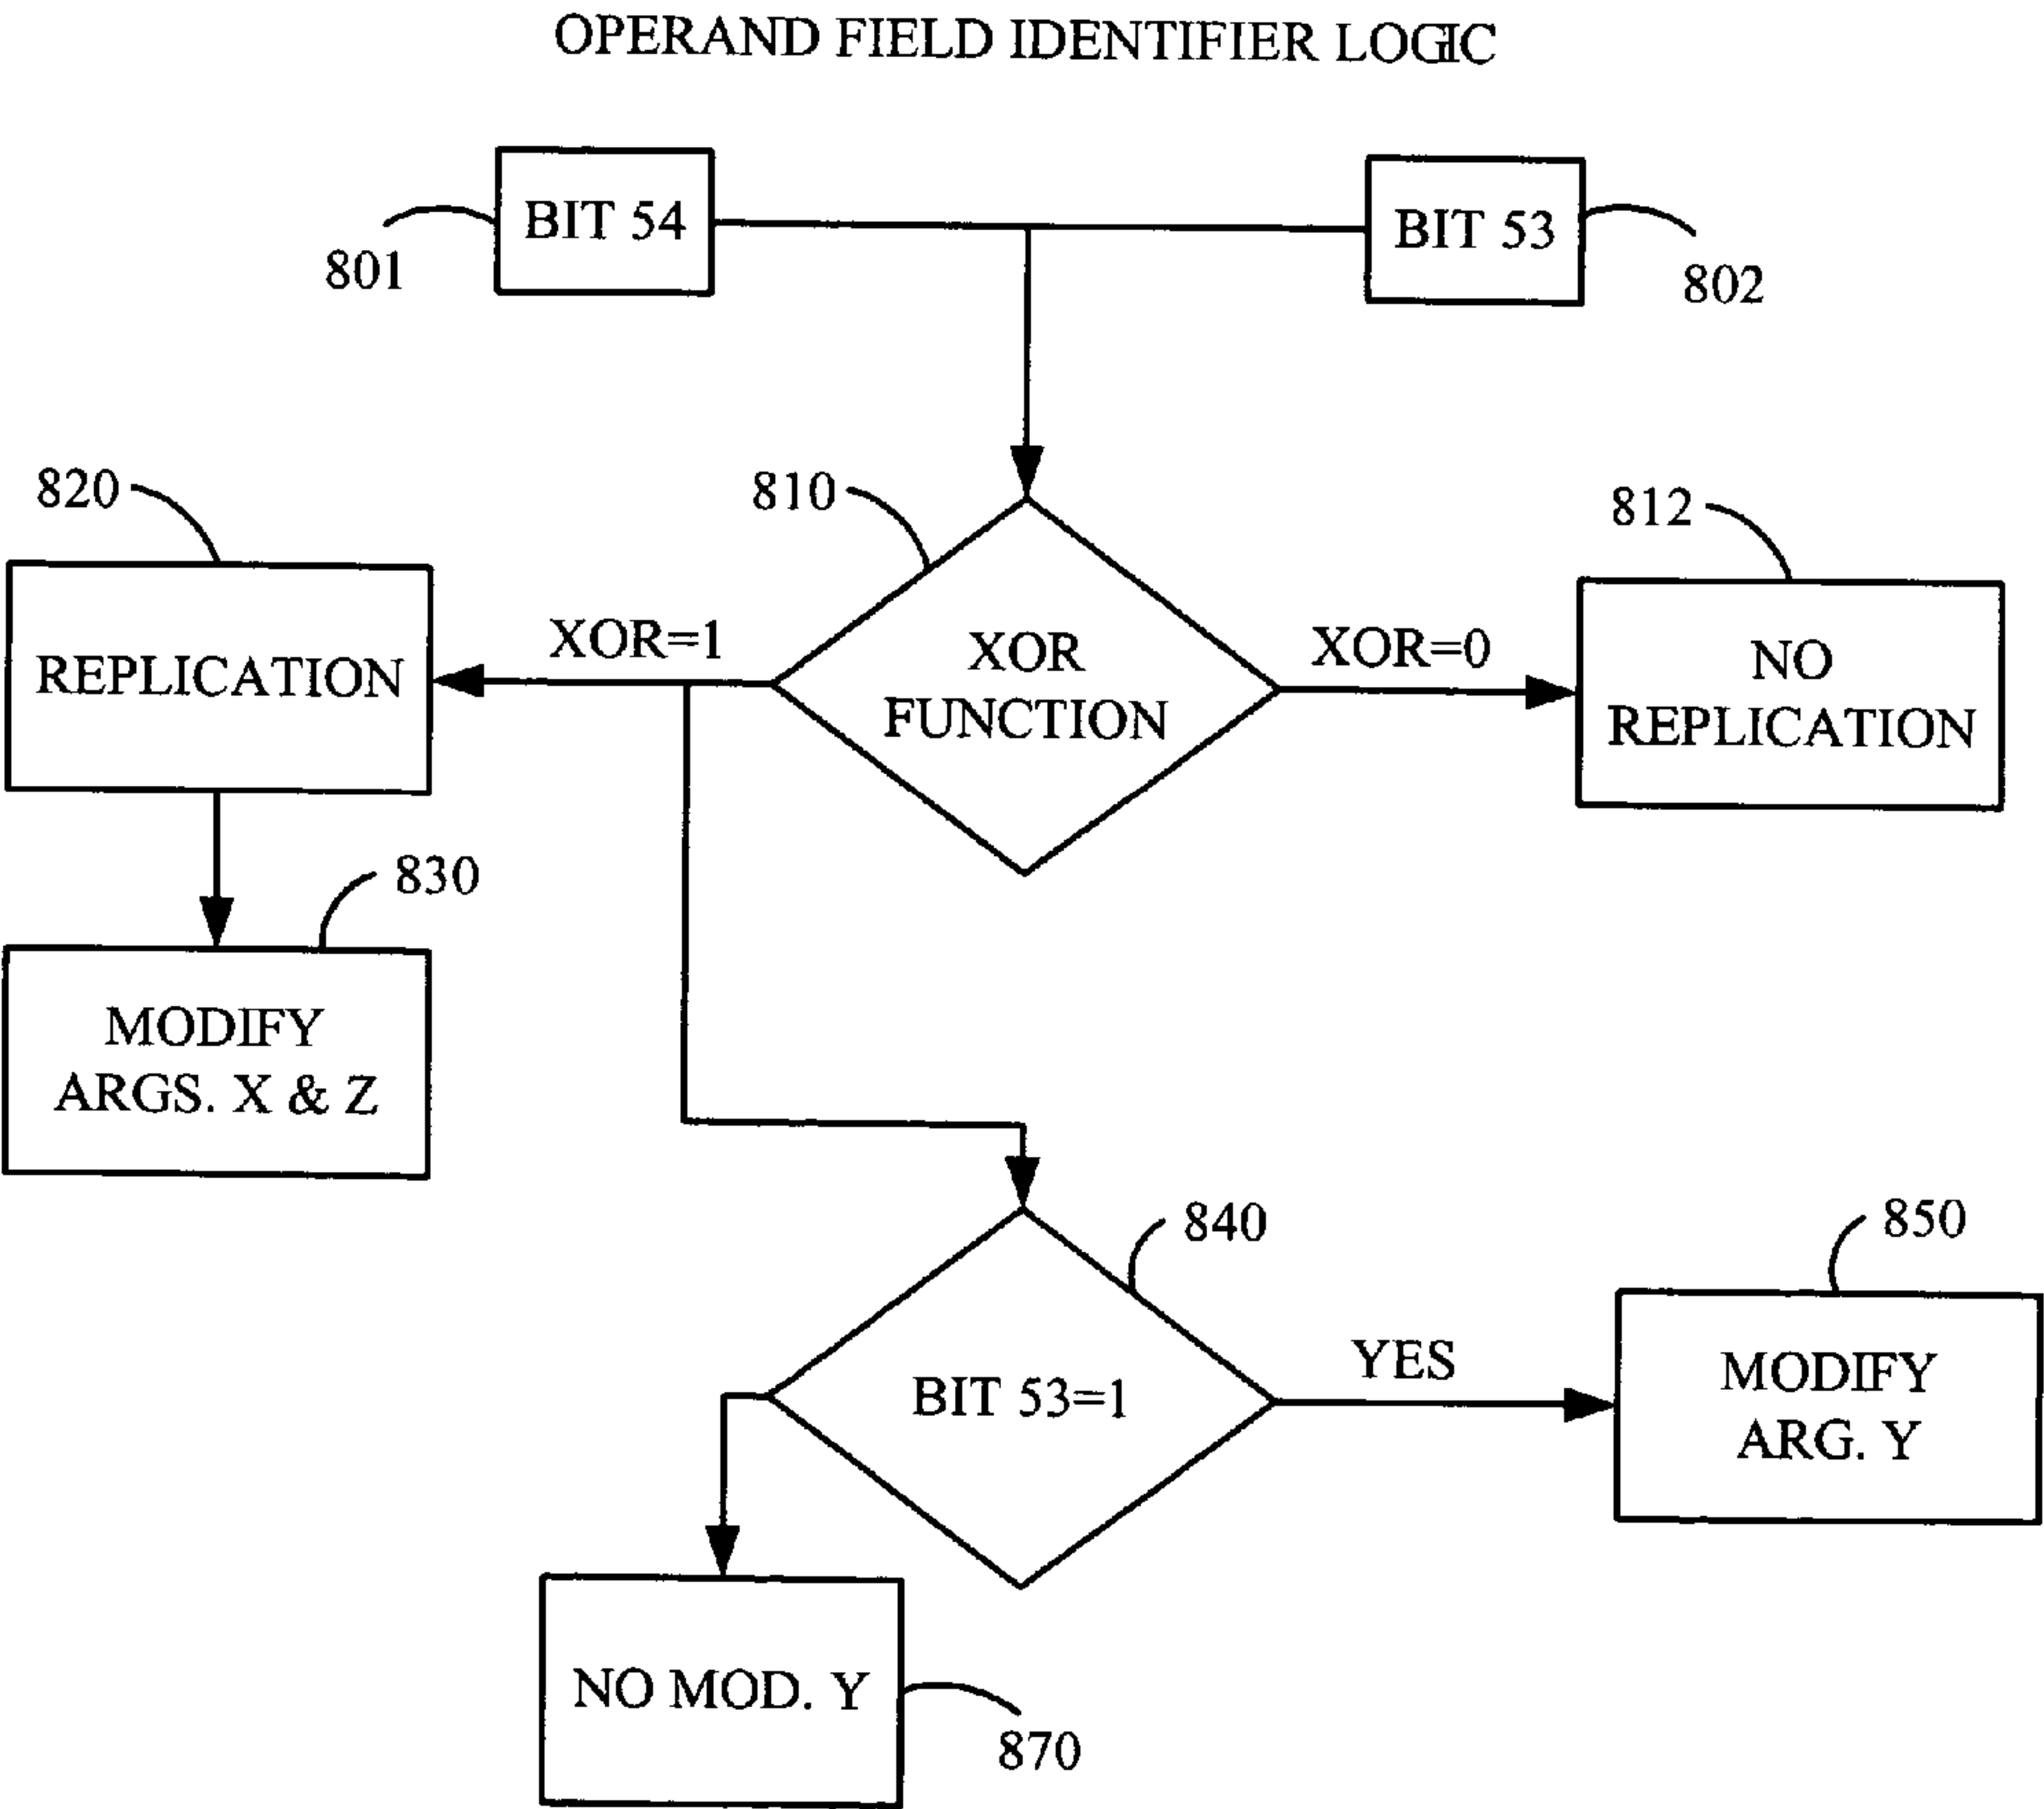 OPERAND FIELD IDENTIFIER LOGIC
BIT 54
BIT 53
801
802
820
810
812
REPLICATION
XOR=1
XOR
FUNCTION
XOR=0
NO
REPLICATION
830
MODIFY
ARGS. X & Z
840
850
BIT 53=1
YES
MODIFY
ARG. Y
NO MOD. Y
870